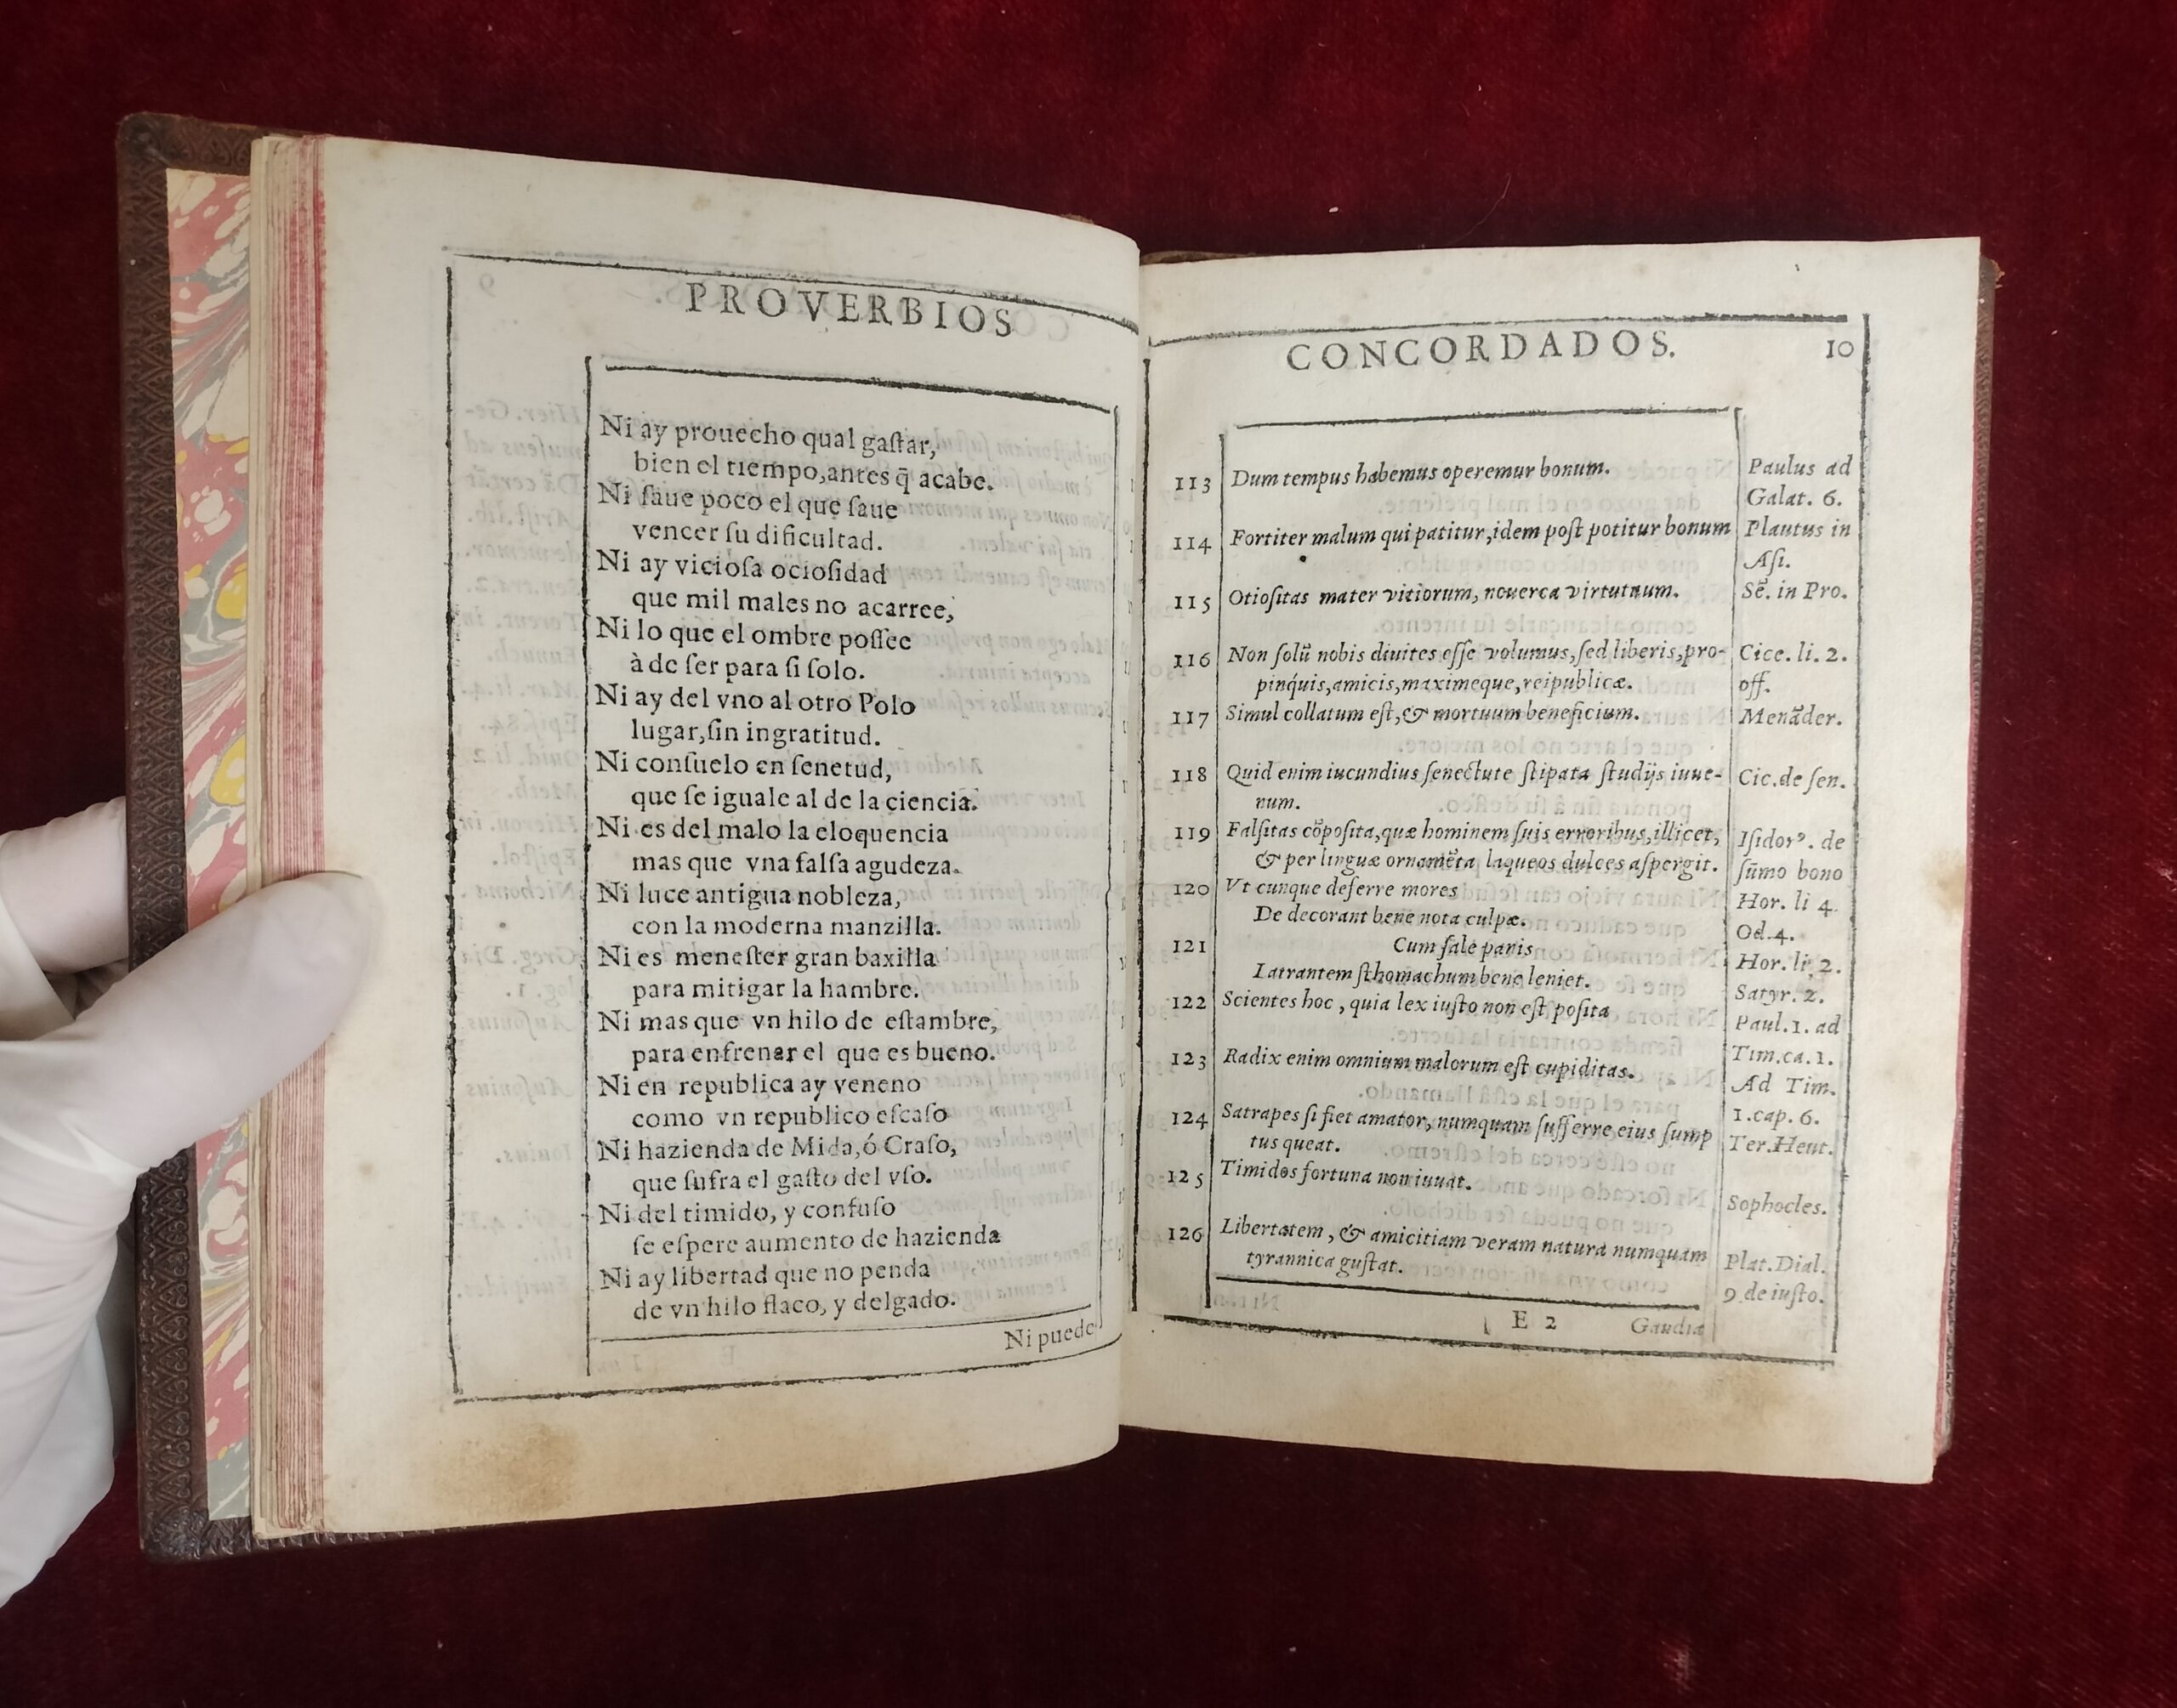 PROVERBIOS
Ni ay prouecho qual gaſtar,
bien el tiempo,antes q̄ acabe.
Ni ſaue poco el que ſaue
vencer ſu dificultad.
Ni ay vicioſa ocioſidad
que mil males no acarree,
Ni lo que el ombre poſſee
à de ſer para ſi ſolo.
Ni ay del vno al otro Polo
lugar,ſin ingratitud.
Ni conſuelo en ſenetud,
que ſe iguale al de la ciencia.
Ni es del malo la eloquencia
mas que vna falſa agudeza.
Ni luce antigua nobleza,
con la moderna manzilla.
Ni es meneſter gran baxilla
para mitigar la hambre.
Ni mas que vn hilo de eſtambre,
para enfrenar el que es bueno.
Ni en republica ay veneno
como vn republico eſcaſo
Ni hazienda de Mida,ó Craſo,
que ſufra el gaſto del vſo.
Ni del timido, y confuſo
ſe eſpere aumento de hazienda
Ni ay libertad que no penda
de vn hilo flaco, y delgado.
Ni puede
CONCORDADOS. 10
113 Dum tempus habemus operemur bonum. Paulus ad
Galat. 6.
114 Fortiter malum qui patitur,idem poſt potitur bonum Plautus in
Aſi.
115 Otioſitas mater vitiorum, nouerca virtutuum. Sē. in Pro.
116 Non ſolū nobis diuites eſſe volumus,ſed liberis,pro- Cice. li. 2.
pinquis,amicis,maximeque,reipublicæ. off.
117 Simul collatum eſt,& mortuum beneficium. Menāder.
118 Quid enim iucundius ſenectute ſtipata ſtudijs iuue- Cic.de ſen.
num.
119 Falſitas cōpoſita,quæ hominem ſuis erroribus,illicet, Iſidorꝰ. de
& per linguæ ornamēta laqueos dulces aſpergit. ſūmo bono
120 Vt cunque deferre mores Hor. li 4.
De decorant bene nota culpæ. Od.4.
121 Cum ſale panis Hor. li. 2.
Latrantem ſthomachum bene leniet. Satyr. 2.
122 Scientes hoc, quia lex iuſto non eſt poſita Paul.1. ad
Tim.ca.1.
123 Radix enim omnium malorum eſt cupiditas. Ad Tim.
1.cap. 6.
124 Satrapes ſi fiet amator, numquam ſufferre eius ſump Ter.Heut.
tus queat.
125 Timidos fortuna non iuuat. Sophocles.
126 Libertatem, & amicitiam veram natura numquam Plat.Dial.
tyrannica guſtat. 9 de iuſto.
E 2 Gaudia